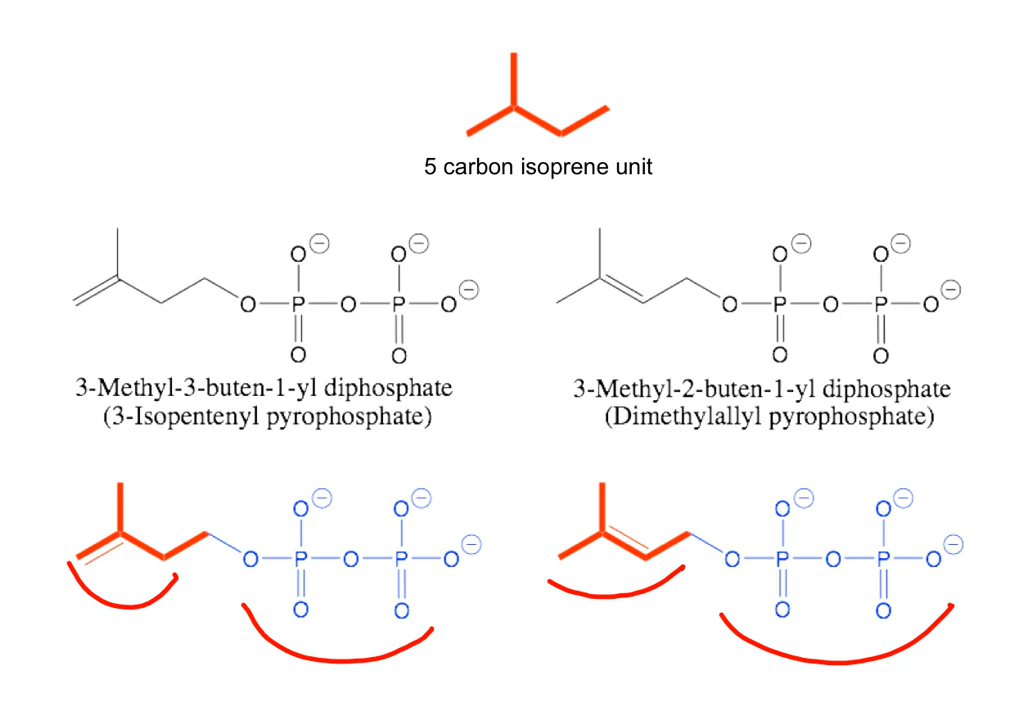 5 carbon isoprene unit
O⊖ O⊖ O⊖ O⊖
O P O P O⊖ O P O P O⊖
O O O O
3-Methyl-3-buten-1-yl diphosphate
(3-Isopentenyl pyrophosphate)
3-Methyl-2-buten-1-yl diphosphate
(Dimethylallyl pyrophosphate)
O⊖ O⊖ O⊖ O⊖
O P O P O⊖ O P O P O⊖
O O O O